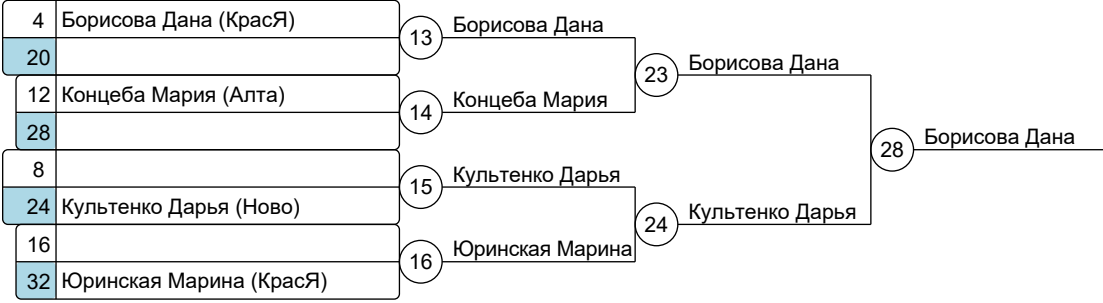 4 Борисова Дана (КрасЯ)
20
12 Концеба Мария (Алта)
28
8
24 Культенко Дарья (Ново)
16
32 Юринская Марина (КрасЯ)
13 Борисова Дана
14 Концеба Мария
15 Культенко Дарья
16 Юринская Марина
23 Борисова Дана
24 Культенко Дарья
28 Борисова Дана